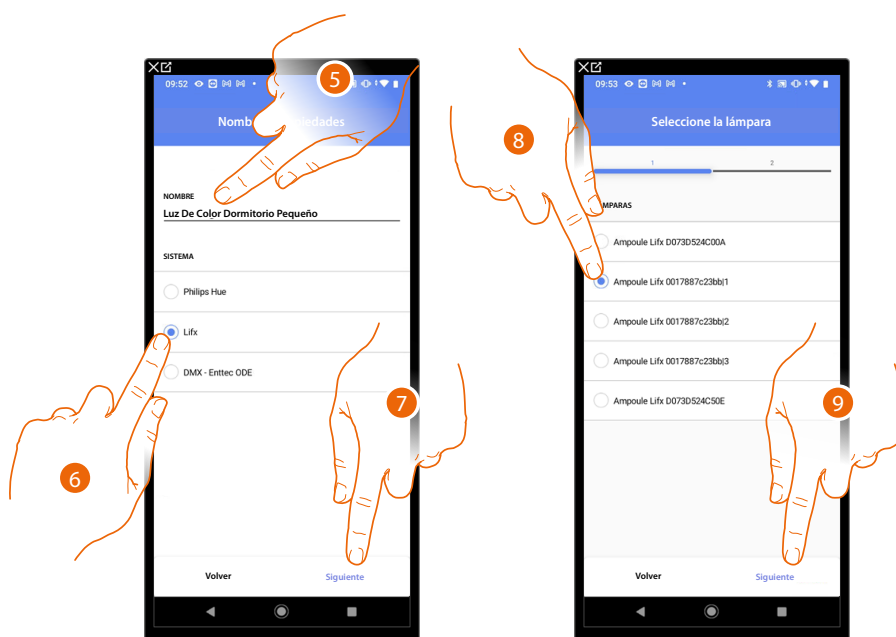 5
09:52
Nomb iedades
NOMBRE
Luz De Color Dormitorio Pequeño
SISTEMA
Philips Hue
Lifx
DMX - Enttec ODE
6
7
Volver
Siguiente
8
09:53
Seleccione la lámpara
1
2
MPARAS
Ampoule Lifx D073D524C00A
Ampoule Lifx 0017887c23bb|1
Ampoule Lifx 0017887c23bb|2
Ampoule Lifx 0017887c23bb|3
Ampoule Lifx D073D524C50E
9
Volver
Siguiente